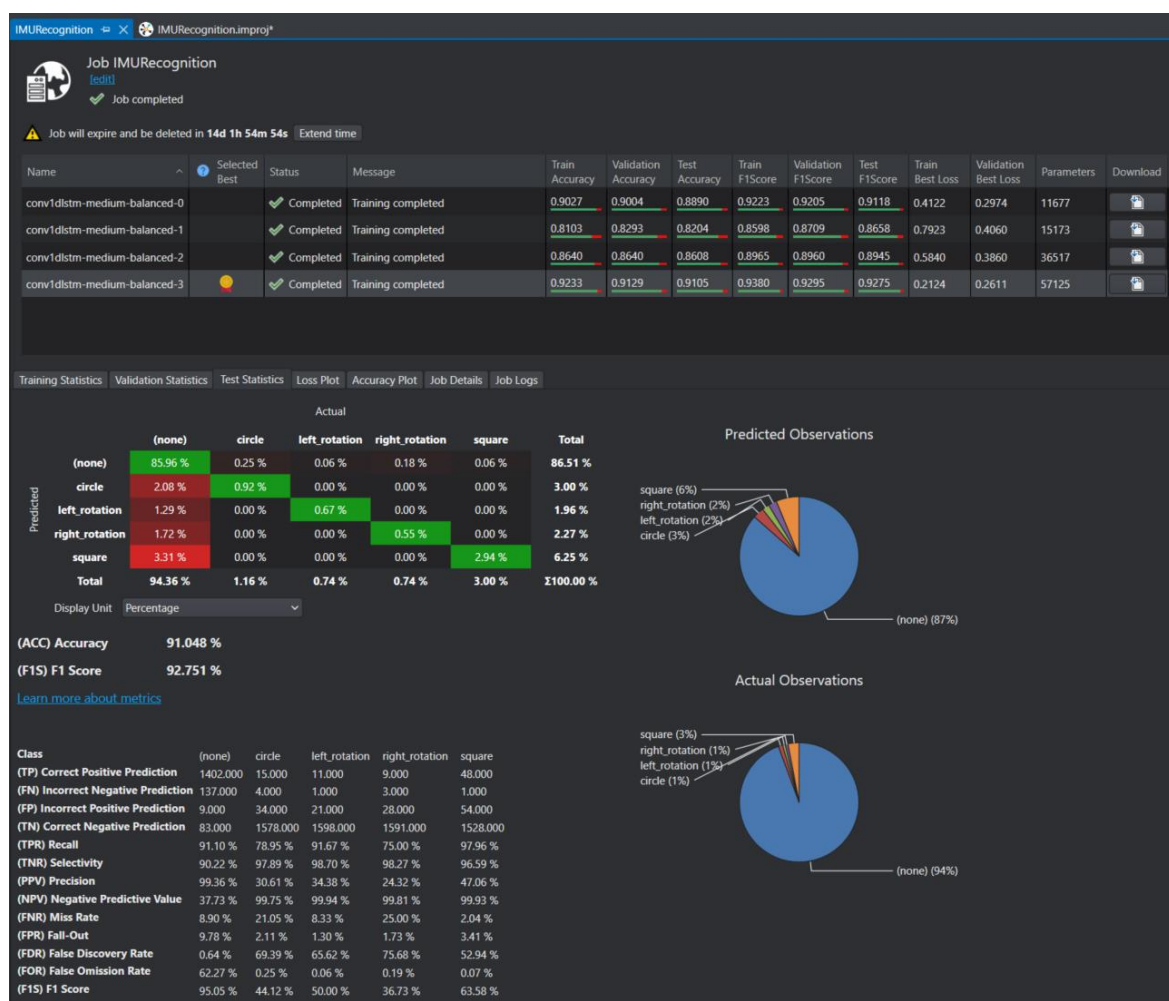 IMURecognition
IMURecognition.improj*
Job IMURecognition
[edit]
Job completed
Job will expire and be deleted in 14d 1h 54m 54s Extend time
Name Selected Best Status Message Train Accuracy Validation Accuracy Test Accuracy Train F1Score Validation F1Score Test F1Score Train Best Loss Validation Best Loss Parameters Download
conv1dlstm-medium-balanced-0 Completed Training completed 0.9027 0.9004 0.8890 0.9223 0.9205 0.9118 0.4122 0.2974 11677
conv1dlstm-medium-balanced-1 Completed Training completed 0.8103 0.8293 0.8204 0.8598 0.8709 0.8658 0.7923 0.4060 15173
conv1dlstm-medium-balanced-2 Completed Training completed 0.8640 0.8640 0.8608 0.8965 0.8960 0.8945 0.5840 0.3860 36517
conv1dlstm-medium-balanced-3 Completed Training completed 0.9233 0.9129 0.9105 0.9380 0.9295 0.9275 0.2124 0.2611 57125
Training Statistics Validation Statistics Test Statistics Loss Plot Accuracy Plot Job Details Job Logs
Actual
(none) circle left_rotation right_rotation square Total
Predicted
(none) 85.96 % 0.25 % 0.06 % 0.18 % 0.06 % 86.51 %
circle 2.08 % 0.92 % 0.00 % 0.00 % 0.00 % 3.00 %
left_rotation 1.29 % 0.00 % 0.67 % 0.00 % 0.00 % 1.96 %
right_rotation 1.72 % 0.00 % 0.00 % 0.55 % 0.00 % 2.27 %
square 3.31 % 0.00 % 0.00 % 0.00 % 2.94 % 6.25 %
Total 94.36 % 1.16 % 0.74 % 0.74 % 3.00 % Σ100.00 %
Display Unit Percentage
(ACC) Accuracy 91.048 %
(F1S) F1 Score 92.751 %
Learn more about metrics
Class (none) circle left_rotation right_rotation square
(TP) Correct Positive Prediction 1402.000 15.000 11.000 9.000 48.000
(FN) Incorrect Negative Prediction 137.000 4.000 1.000 3.000 1.000
(FP) Incorrect Positive Prediction 9.000 34.000 21.000 28.000 54.000
(TN) Correct Negative Prediction 83.000 1578.000 1598.000 1591.000 1528.000
(TPR) Recall 91.10 % 78.95 % 91.67 % 75.00 % 97.96 %
(TNR) Selectivity 90.22 % 97.89 % 98.70 % 98.27 % 96.59 %
(PPV) Precision 99.36 % 30.61 % 34.38 % 24.32 % 47.06 %
(NPV) Negative Predictive Value 37.73 % 99.75 % 99.94 % 99.81 % 99.93 %
(FNR) Miss Rate 8.90 % 21.05 % 8.33 % 25.00 % 2.04 %
(FPR) Fall-Out 9.78 % 2.11 % 1.30 % 1.73 % 3.41 %
(FDR) False Discovery Rate 0.64 % 69.39 % 65.62 % 75.68 % 52.94 %
(FOR) False Omission Rate 62.27 % 0.25 % 0.06 % 0.19 % 0.07 %
(F1S) F1 Score 95.05 % 44.12 % 50.00 % 36.73 % 63.58 %
Predicted Observations
square (6%)
right_rotation (2%)
left_rotation (2%)
circle (3%)
(none) (87%)
Actual Observations
square (3%)
right_rotation (1%)
left_rotation (1%)
circle (1%)
(none) (94%)